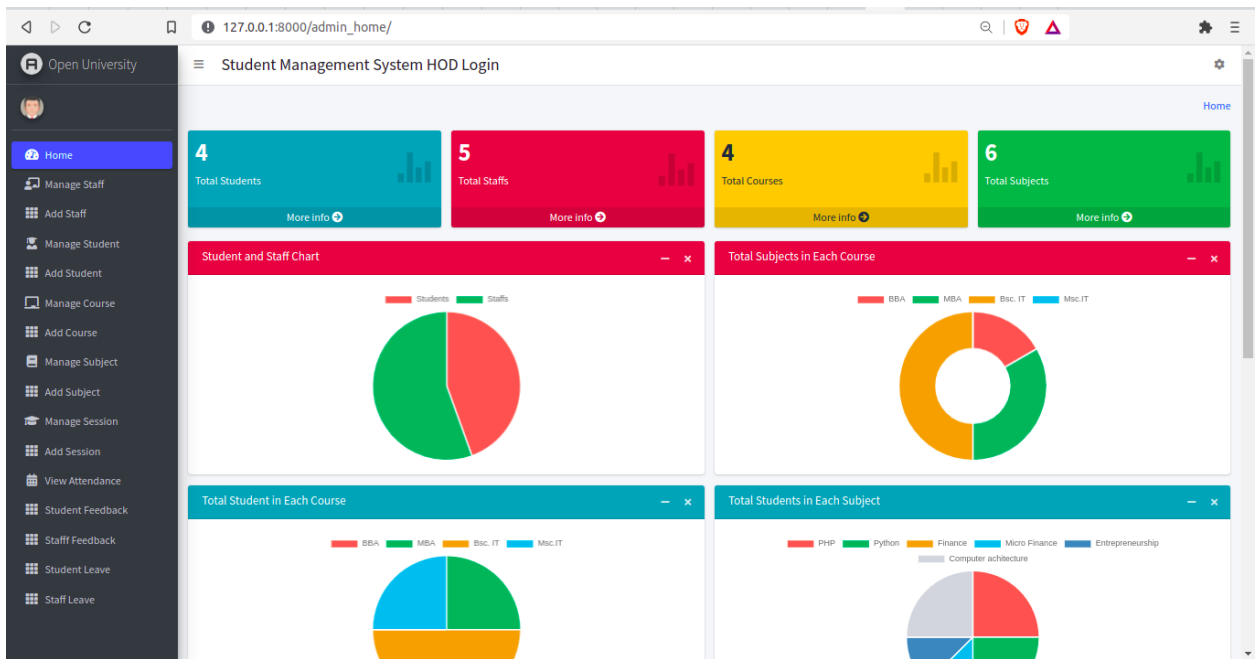 127.0.0.1:8000/admin_home/
Open University
Student Management System HOD Login
Home
Home
Manage Staff
Add Staff
Manage Student
Add Student
Manage Course
Add Course
Manage Subject
Add Subject
Manage Session
Add Session
View Attendance
Student Feedback
Stafff Feedback
Student Leave
Staff Leave
4
Total Students
More info
5
Total Staffs
More info
4
Total Courses
More info
6
Total Subjects
More info
Student and Staff Chart
Students Staffs
Total Subjects in Each Course
BBA MBA Bsc. IT Msc.IT
Total Student in Each Course
BBA MBA Bsc. IT Msc.IT
Total Students in Each Subject
PHP Python Finance Micro Finance Entrepreneurship
Computer achitecture